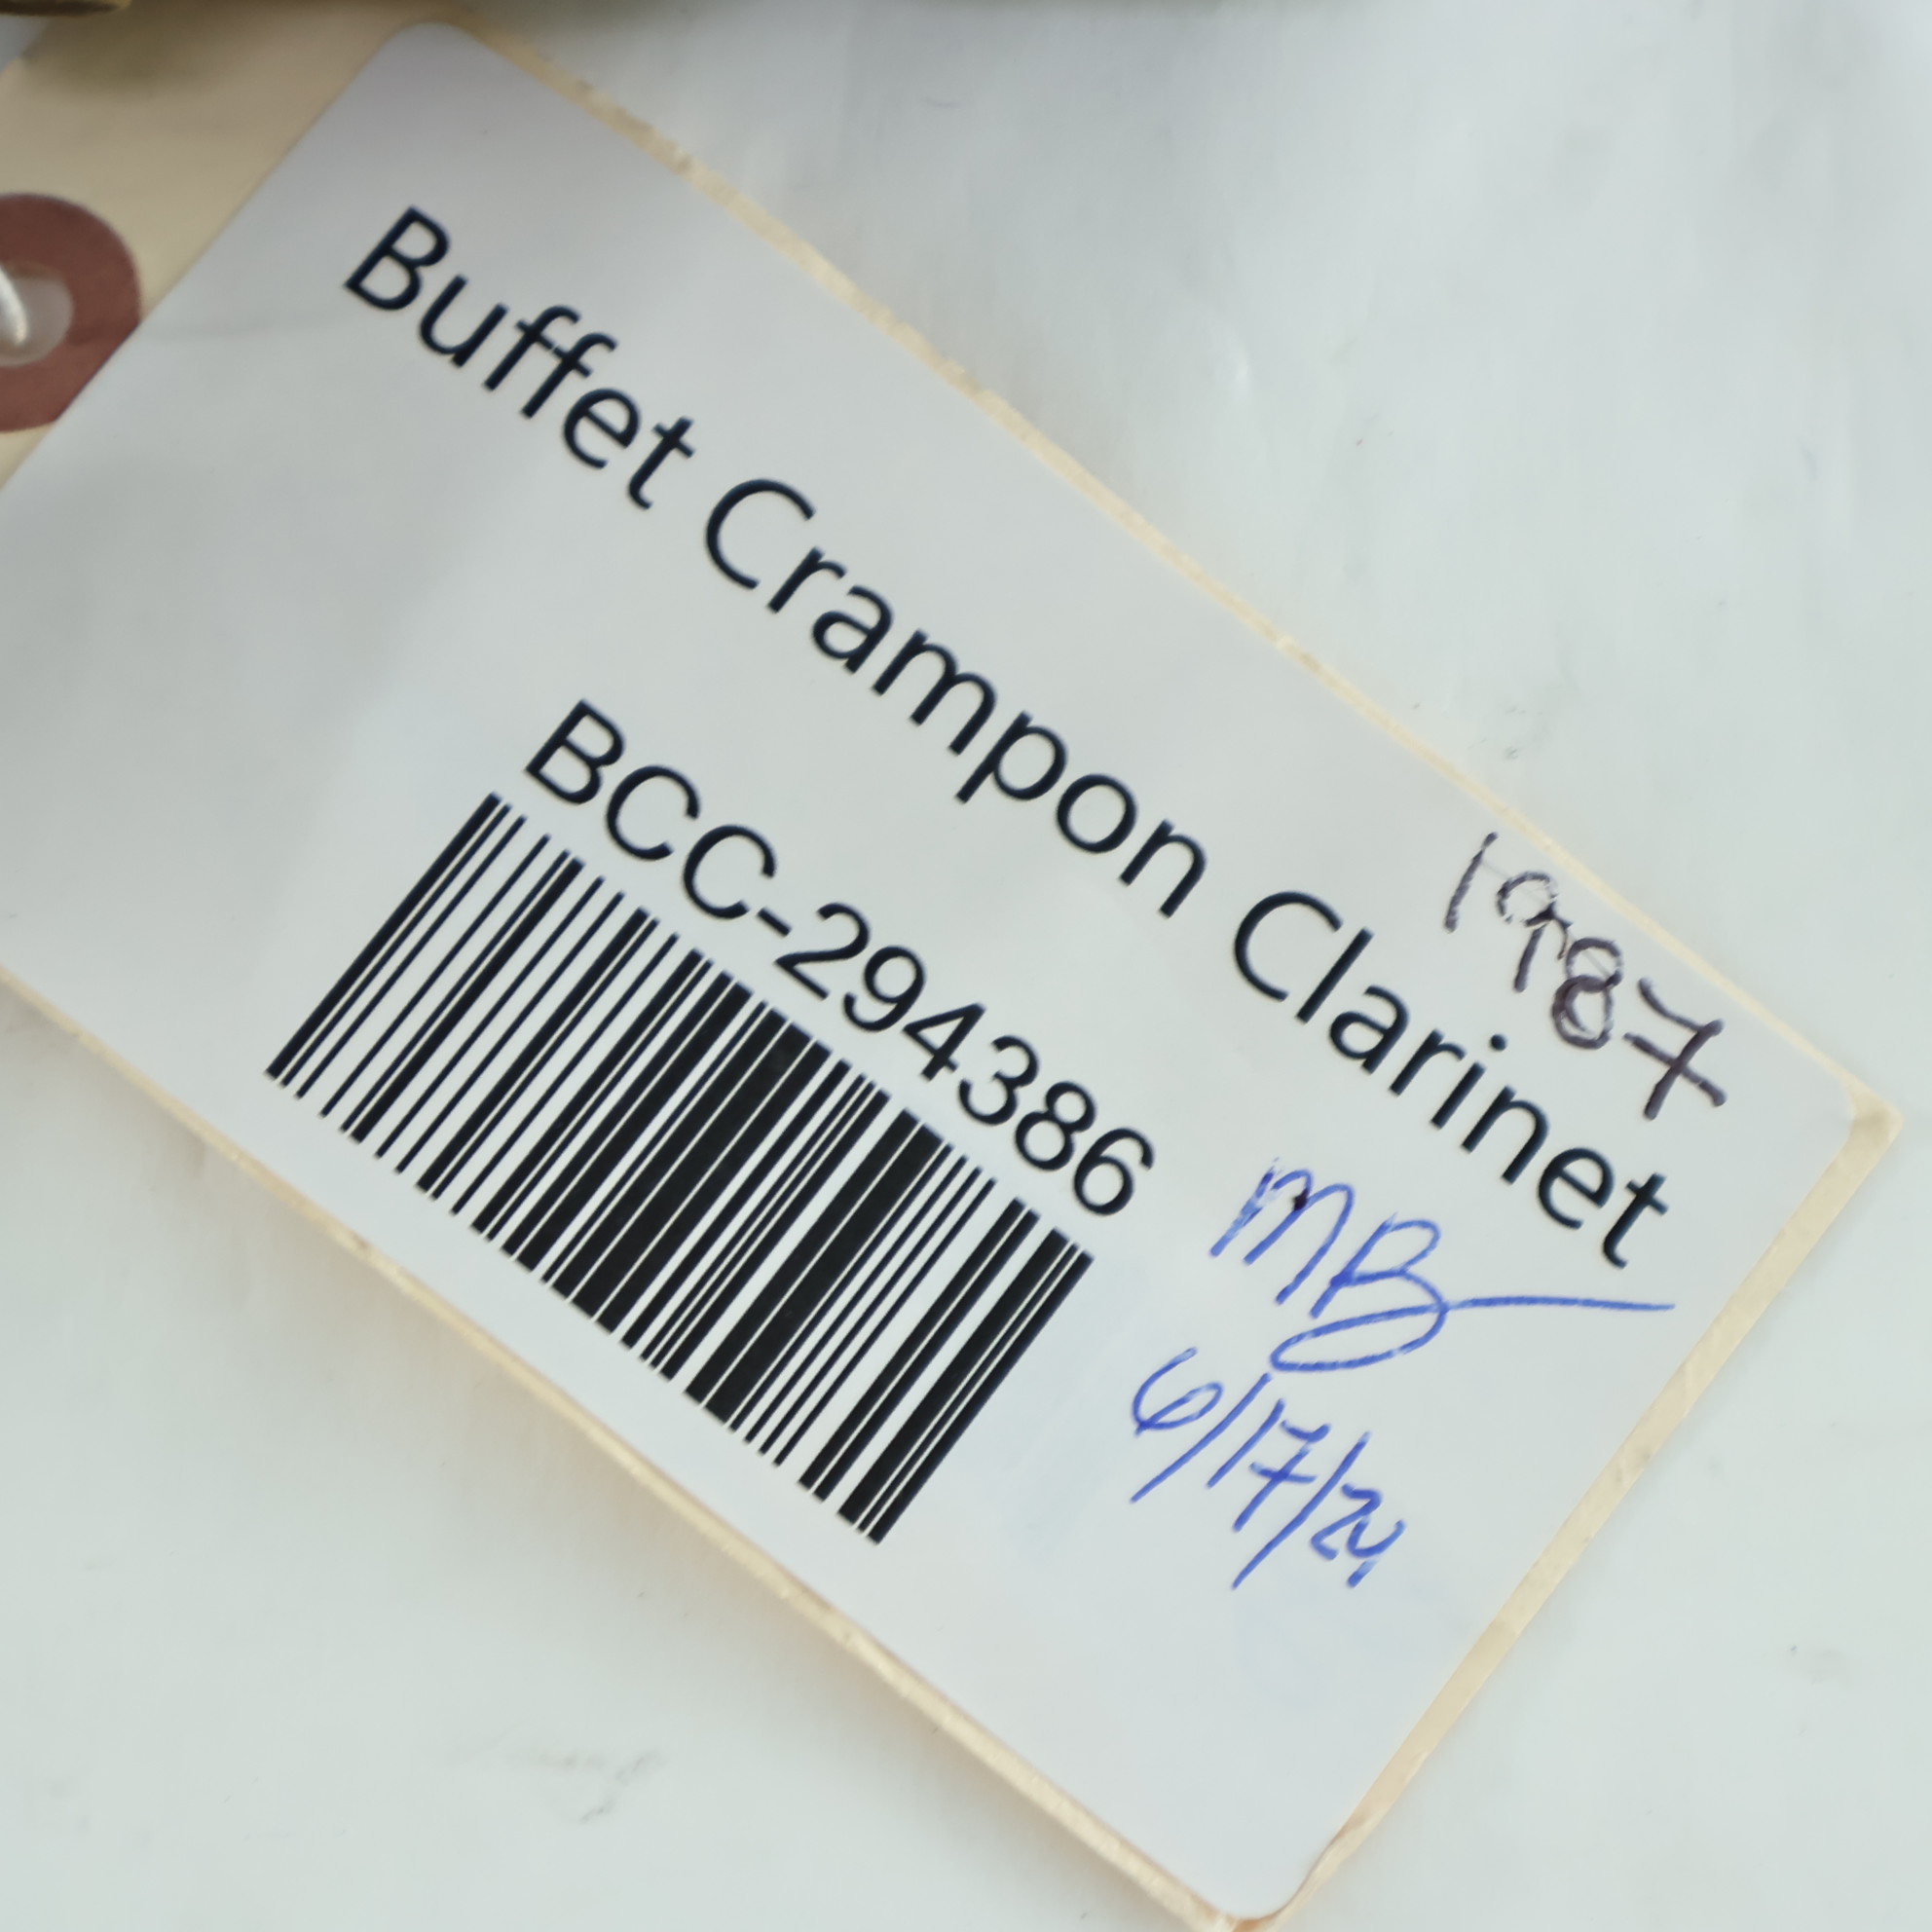 Buffet Crampon Clarinet
1987
BCC-294386
MB
6/17/24